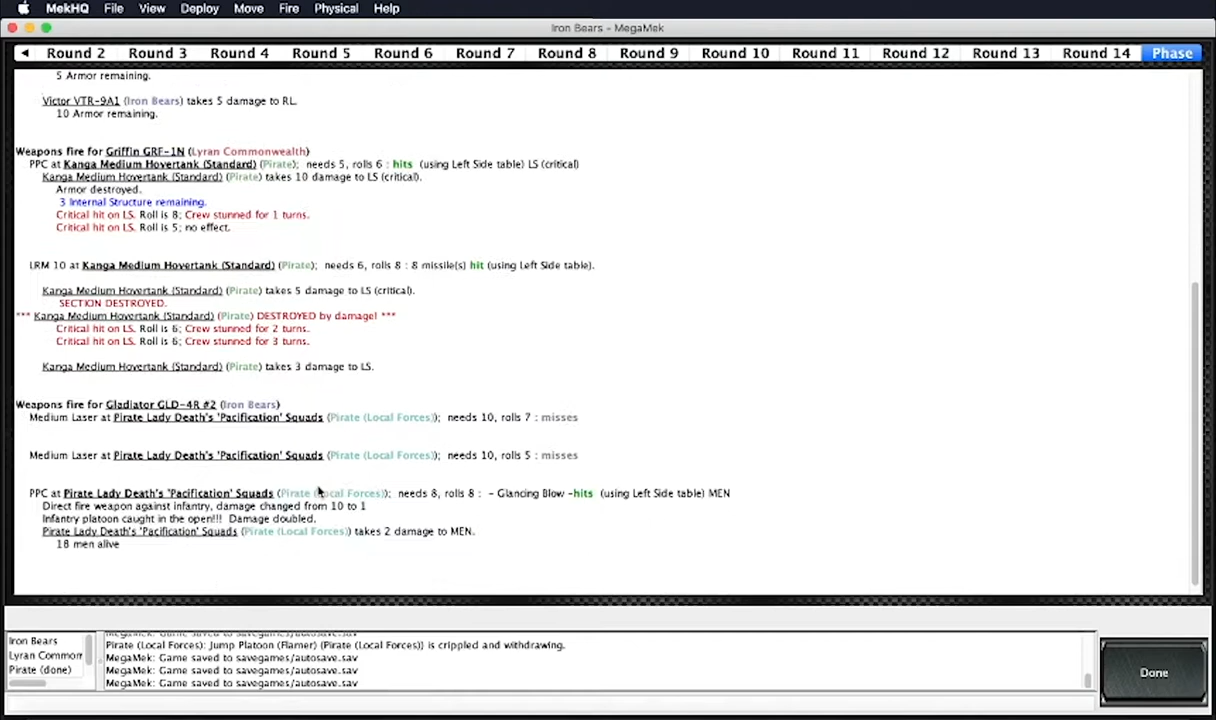 MekHQ File View Deploy Move Fire Physical Help
Iron Bears - MegaMek
Round 2 Round 3 Round 4 Round 5 Round 6 Round 7 Round 8 Round 9 Round 10 Round 11 Round 12 Round 13 Round 14 Phase
5 Armor remaining.
Victor VTR-9A1 (Iron Bears) takes 5 damage to RL.
10 Armor remaining.
Weapons fire for Griffin GRF-1N (Lyran Commonwealth)
PPC at Kanga Medium Hovertank (Standard) (Pirate); needs 5, rolls 6 : hits (using Left Side table) LS (critical)
Kanga Medium Hovertank (Standard) (Pirate) takes 10 damage to LS (critical).
Armor destroyed.
3 Internal Structure remaining.
Critical hit on LS. Roll is 8; Crew stunned for 1 turns.
Critical hit on LS. Roll is 5; no effect.
LRM 10 at Kanga Medium Hovertank (Standard) (Pirate); needs 6, rolls 8 : 8 missile(s) hit (using Left Side table).
Kanga Medium Hovertank (Standard) (Pirate) takes 5 damage to LS (critical).
SECTION DESTROYED.
*** Kanga Medium Hovertank (Standard) (Pirate) DESTROYED by damage! ***
Critical hit on LS. Roll is 6; Crew stunned for 2 turns.
Critical hit on LS. Roll is 6; Crew stunned for 3 turns.
Kanga Medium Hovertank (Standard) (Pirate) takes 3 damage to LS.
Weapons fire for Gladiator GLD-4R #2 (Iron Bears)
Medium Laser at Pirate Lady Death's 'Pacification' Squads (Pirate (Local Forces)); needs 10, rolls 7 : misses
Medium Laser at Pirate Lady Death's 'Pacification' Squads (Pirate (Local Forces)); needs 10, rolls 5 : misses
PPC at Pirate Lady Death's 'Pacification' Squads (Pirate (Local Forces)); needs 8, rolls 8 : - Glancing Blow -hits (using Left Side table) MEN
Direct fire weapon against infantry, damage changed from 10 to 1
Infantry platoon caught in the open!!! Damage doubled.
Pirate Lady Death's 'Pacification' Squads (Pirate (Local Forces)) takes 2 damage to MEN.
18 men alive
Iron Bears
Lyran Common
Pirate (done)
MegaMek: Game saved to savegames/autosave.sav
Pirate (Local Forces): Jump Platoon (Flamer) (Pirate (Local Forces)) is crippled and withdrawing.
MegaMek: Game saved to savegames/autosave.sav
MegaMek: Game saved to savegames/autosave.sav
MegaMek: Game saved to savegames/autosave.sav
Done